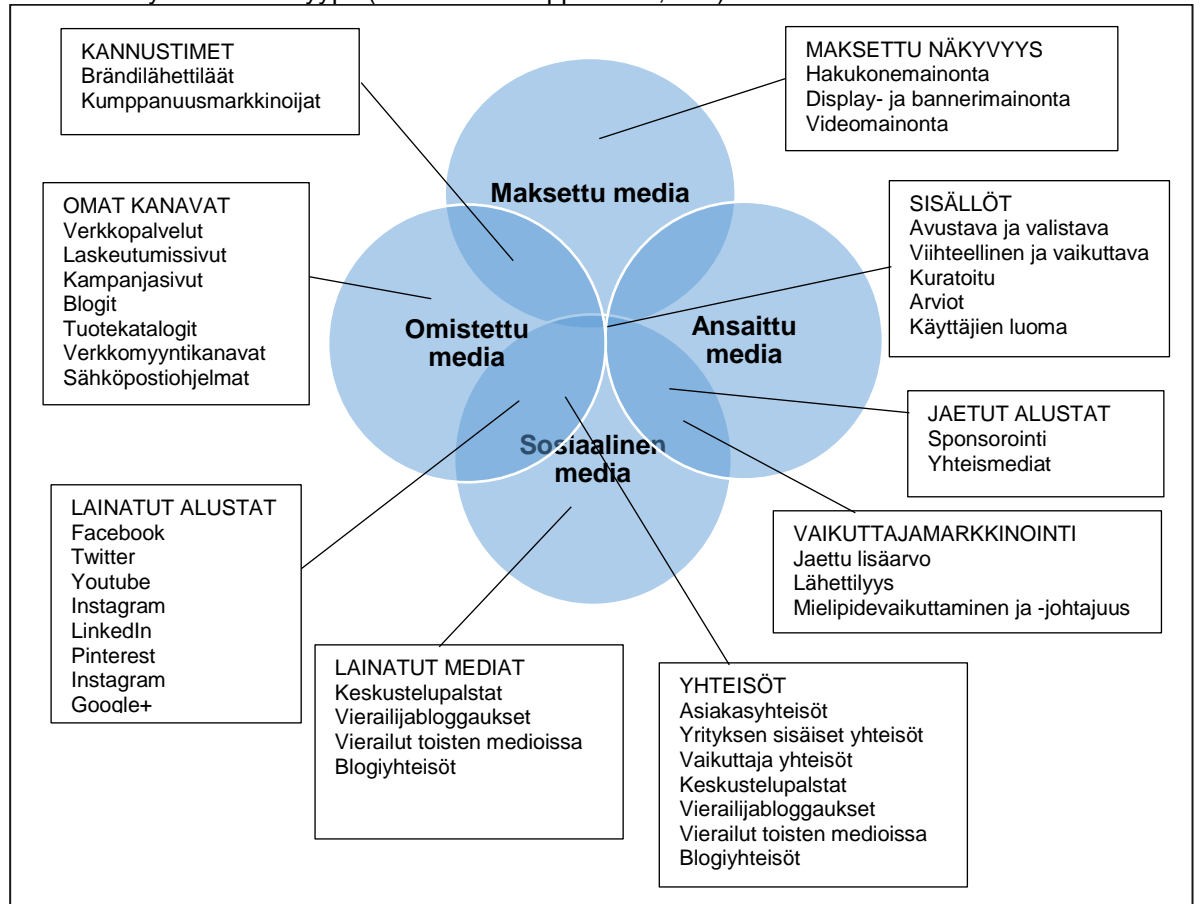 KANNUSTIMET
Brändilähettiläät
Kumppanuusmarkkinoijat
MAKSETTU NÄKYVYYS
Hakukonemainonta
Display- ja bannerimainonta
Videomainonta
Maksettu media
OMAT KANAVAT
Verkkopalvelut
Laskeutumissivut
Kampanjasivut
Blogit
Tuotekatalogit
Verkkomyyntikanavat
Sähköpostiohjelmat
SISÄLLÖT
Avustava ja valistava
Viihteellinen ja vaikuttava
Kuratoitu
Arviot
Käyttäjien luoma
Omistettu
media
Ansaittu
media
Sosiaalinen
media
JAETUT ALUSTAT
Sponsorointi
Yhteismediat
LAINATUT ALUSTAT
Facebook
Twitter
Youtube
Instagram
LinkedIn
Pinterest
Instagram
Google+
VAIKUTTAJAMARKKINOINTI
Jaettu lisäarvo
Lähettilyys
Mielipidevaikuttaminen ja -johtajuus
LAINATUT MEDIAT
Keskustelupalstat
Vierailijabloggaukset
Vierailut toisten medioissa
Blogiyhteisöt
YHTEISÖT
Asiakasyhteisöt
Yrityksen sisäiset yhteisöt
Vaikuttaja yhteisöt
Keskustelupalstat
Vierailijabloggaukset
Vierailut toisten medioissa
Blogiyhteisöt